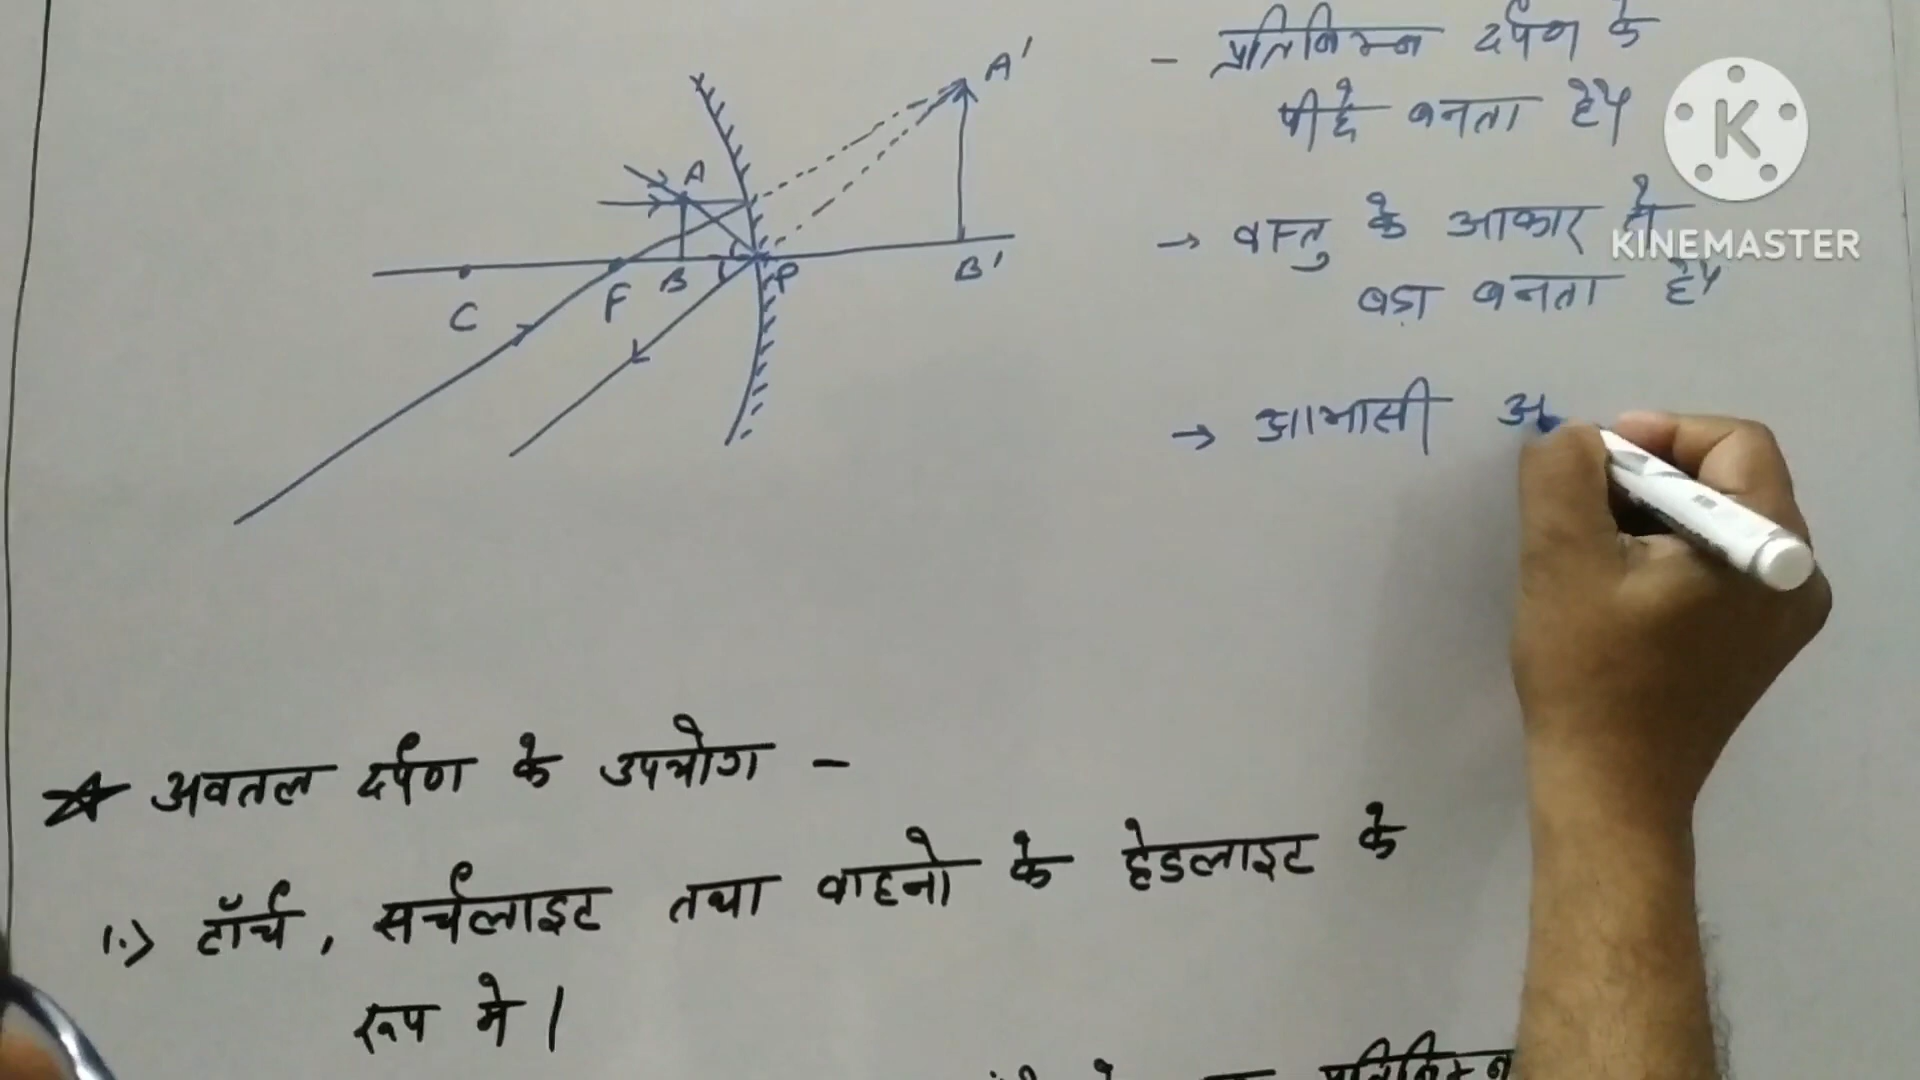 - प्रतिबिम्ब दर्पण के
पीछे बनता है।
→ वस्तु के आकार से
बड़ा बनता है।
→ आभासी अ
K
KINEMASTER
A'
A
C F B P B'
★ अवतल दर्पण के उपयोग -
1.> टॉर्च, सर्चलाइट तथा वाहनो के हेडलाइट के
रूप मे।